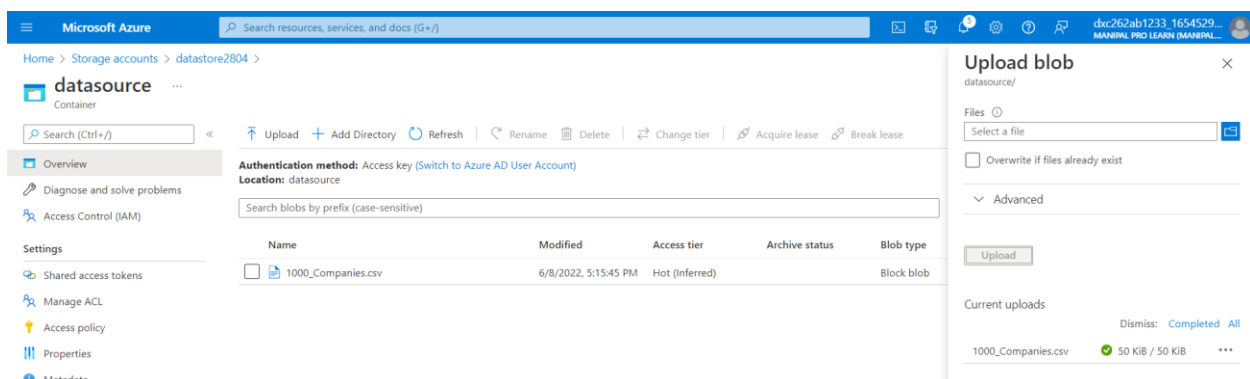 Microsoft Azure
Search resources, services, and docs (G+/)
5
dxc262ab1233_1654529...
MANIPAL PRO LEARN (MANIPAL...
Home > Storage accounts > datastore2804 >
datasource ...
Container
Search (Ctrl+/)
«
Overview
Diagnose and solve problems
Access Control (IAM)
Settings
Shared access tokens
Manage ACL
Access policy
Properties
Metadata
Upload
Add Directory
Refresh
Rename
Delete
Change tier
Acquire lease
Break lease
Authentication method: Access key (Switch to Azure AD User Account)
Location: datasource
Search blobs by prefix (case-sensitive)
Name Modified Access tier Archive status Blob type
1000_Companies.csv 6/8/2022, 5:15:45 PM Hot (Inferred) Block blob
Upload blob
datasource/
Files
Select a file
Overwrite if files already exist
Advanced
Upload
Current uploads
Dismiss: Completed All
1000_Companies.csv 50 KiB / 50 KiB ...